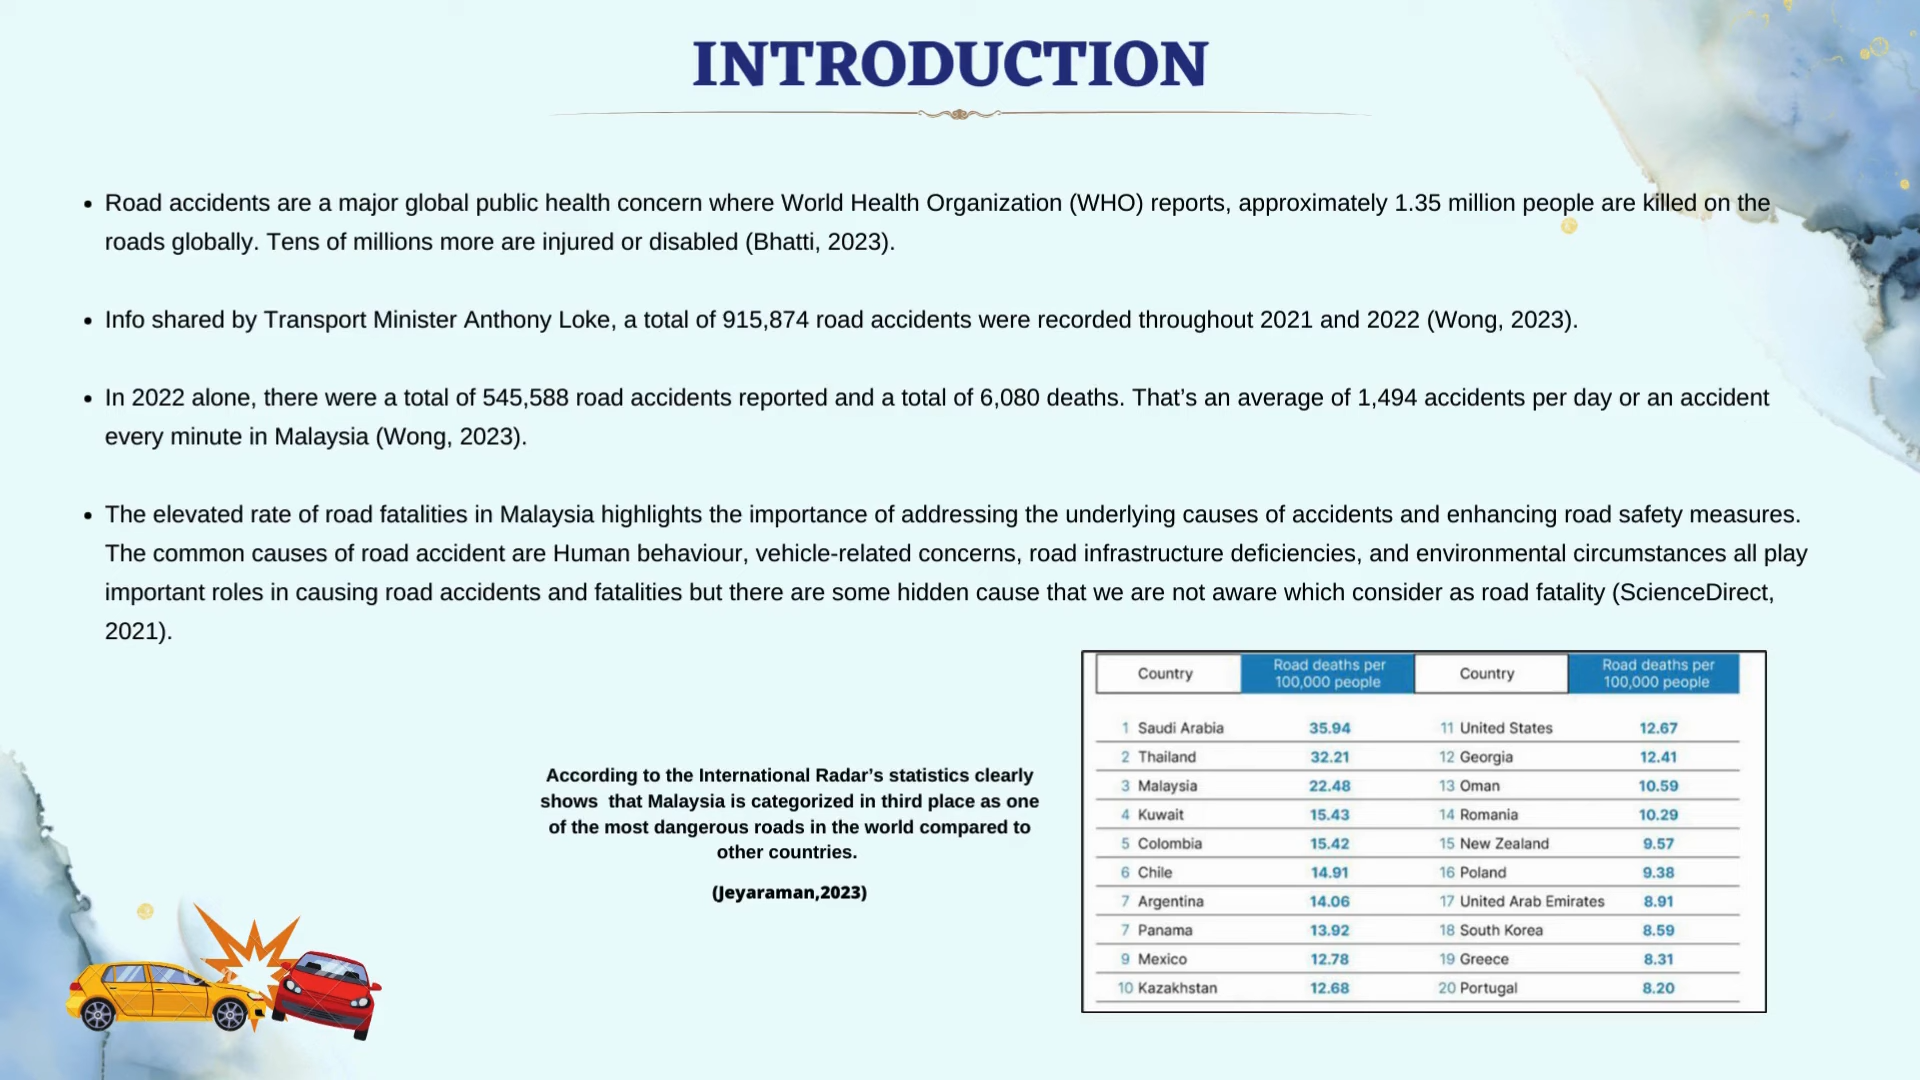 INTRODUCTION
• Road accidents are a major global public health concern where World Health Organization (WHO) reports, approximately 1.35 million people are killed on the
roads globally. Tens of millions more are injured or disabled (Bhatti, 2023).
• Info shared by Transport Minister Anthony Loke, a total of 915,874 road accidents were recorded throughout 2021 and 2022 (Wong, 2023).
• In 2022 alone, there were a total of 545,588 road accidents reported and a total of 6,080 deaths. That’s an average of 1,494 accidents per day or an accident
every minute in Malaysia (Wong, 2023).
• The elevated rate of road fatalities in Malaysia highlights the importance of addressing the underlying causes of accidents and enhancing road safety measures.
The common causes of road accident are Human behaviour, vehicle-related concerns, road infrastructure deficiencies, and environmental circumstances all play
important roles in causing road accidents and fatalities but there are some hidden cause that we are not aware which consider as road fatality (ScienceDirect,
2021).
According to the International Radar’s statistics clearly
shows that Malaysia is categorized in third place as one
of the most dangerous roads in the world compared to
other countries.
(Jeyaraman,2023)
Country Road deaths per 100,000 people Country Road deaths per 100,000 people
1 Saudi Arabia 35.94 11 United States 12.67
2 Thailand 32.21 12 Georgia 12.41
3 Malaysia 22.48 13 Oman 10.59
4 Kuwait 15.43 14 Romania 10.29
5 Colombia 15.42 15 New Zealand 9.57
6 Chile 14.91 16 Poland 9.38
7 Argentina 14.06 17 United Arab Emirates 8.91
7 Panama 13.92 18 South Korea 8.59
9 Mexico 12.78 19 Greece 8.31
10 Kazakhstan 12.68 20 Portugal 8.20